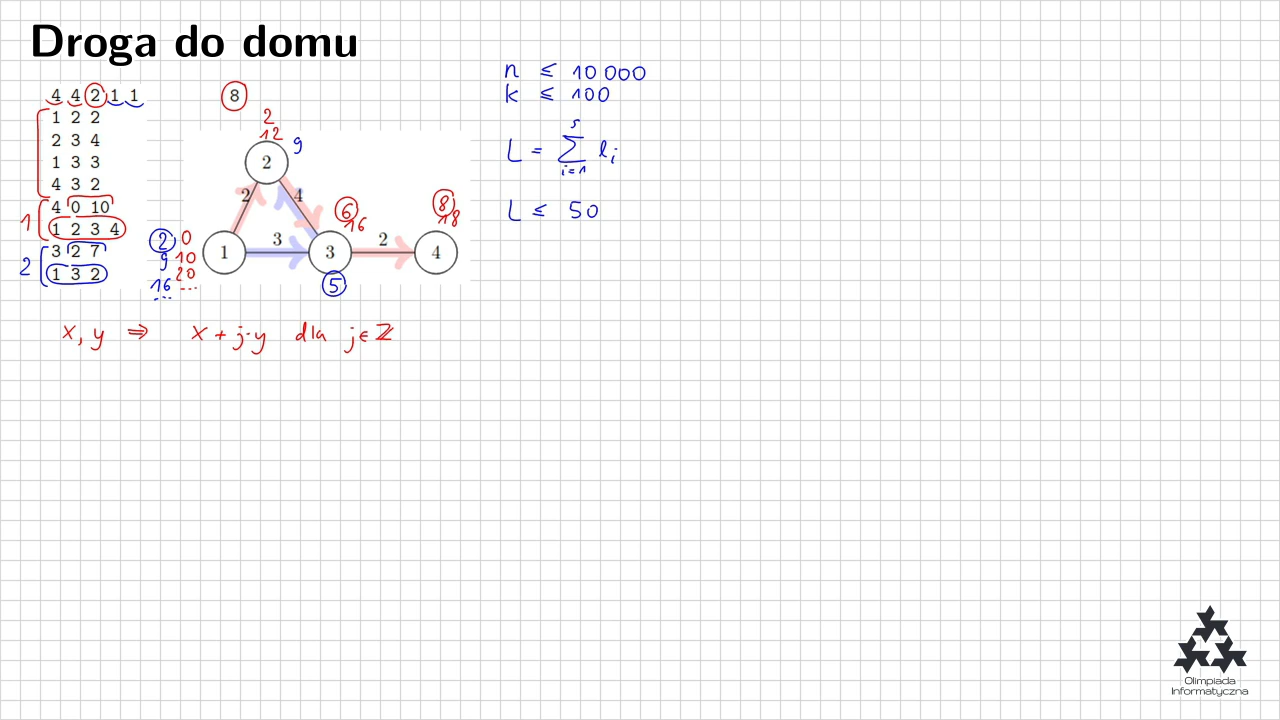 Droga do domu
4 4 2 1 1
1 2 2
2 3 4
1 3 3
4 3 2
1
4 0 10
1 2 3 4
2
3 2 7
1 3 2
8
2
12
9
2
2
4
6
16
8
18
1
3
3
2
4
5
2
9
16
...
0
10
20
...
x, y ⇒ x + j·y dla j∈ℤ
n ≤ 10 000
k ≤ 100
L = ∑ s i=1 li
L ≤ 50
Olimpiada
Informatyczna